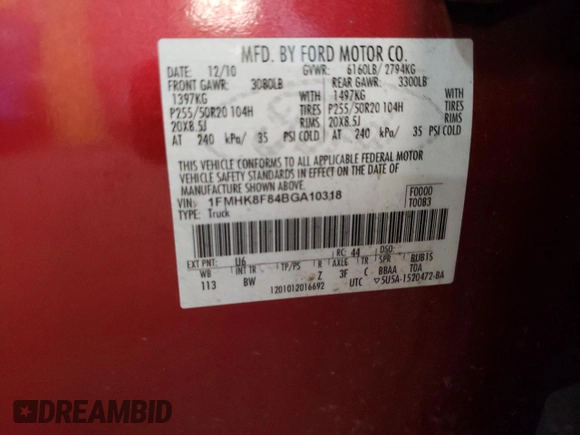 MFD. BY FORD MOTOR CO.
DATE: 12/10 GVWR: 6160LB/ 2794KG
FRONT GAWR: 3080LB REAR GAWR: 3300LB
1397KG WITH 1497KG WITH
P255/50R20 104H TIRES P255/50R20 104H TIRES
20X8.5J RIMS 20X8.5J RIMS
AT 240 kPa/ 35 PSI COLD AT 240 kPa/ 35 PSI COLD
THIS VEHICLE CONFORMS TO ALL APPLICABLE FEDERAL MOTOR
VEHICLE SAFETY STANDARDS IN EFFECT ON THE DATE OF
MANUFACTURE SHOWN ABOVE.
VIN: 1FMHK8F84BGA10318 F0000
TYPE: Truck T00B3
EXT PNT: U6 RC: 44 DSO:
WB INT TR TP/PS R AXLE TR SPR BUB1S
113 BW Z 3F C BBAA TOA
1201012016692 UTC ▽5U5A-1520472-BA
DREAMBID